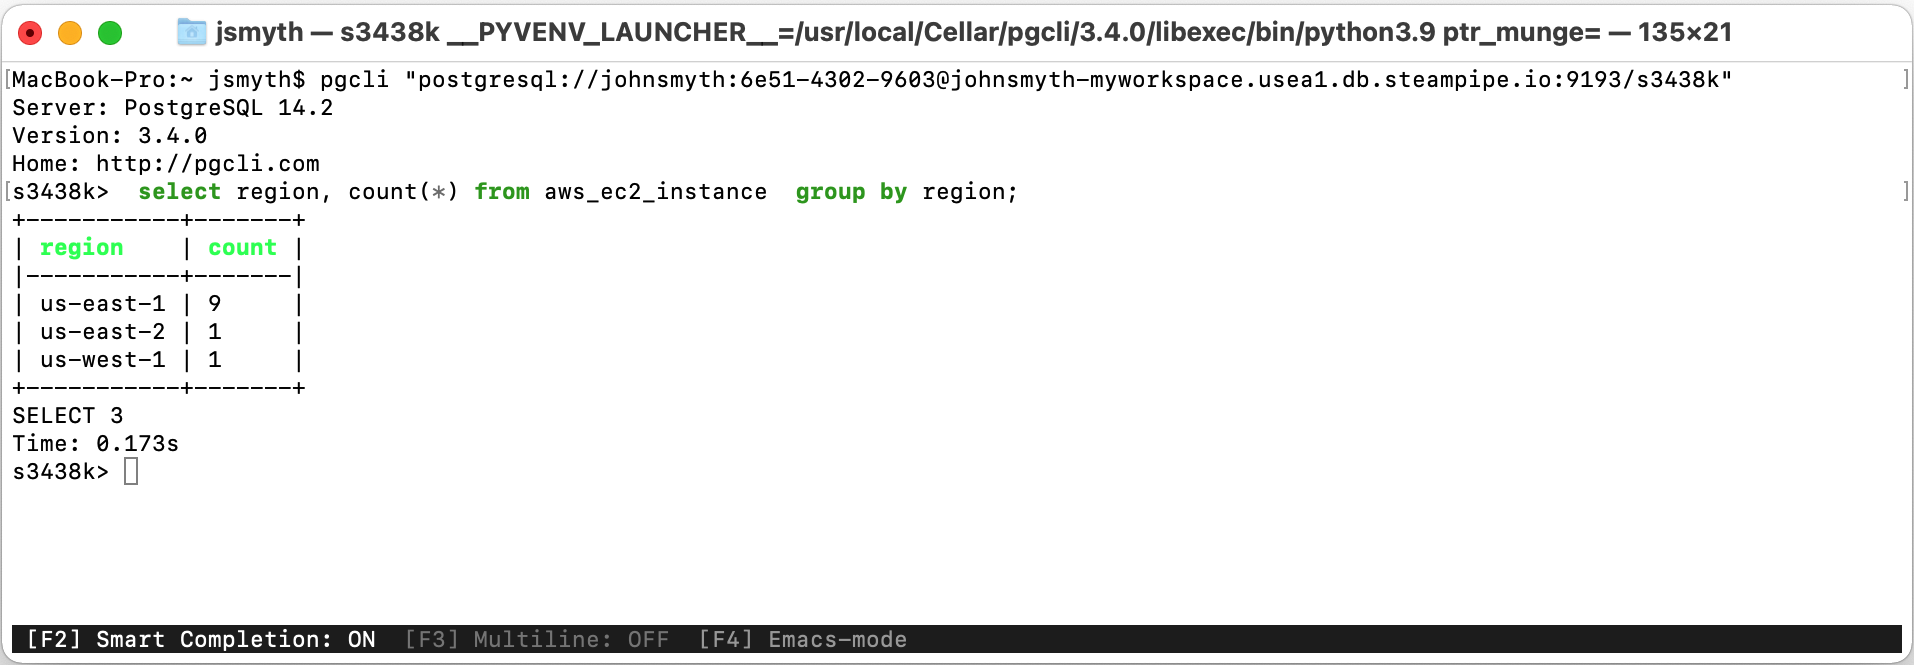 jsmyth — s3438k __PYVENV_LAUNCHER__=/usr/local/Cellar/pgcli/3.4.0/libexec/bin/python3.9 ptr_munge= — 135×21
[MacBook-Pro:~ jsmyth$ pgcli "postgresql://johnsmyth:6e51-4302-9603@johnsmyth-myworkspace.usea1.db.steampipe.io:9193/s3438k" ]
Server: PostgreSQL 14.2
Version: 3.4.0
Home: http://pgcli.com
[s3438k>  select region, count(*) from aws_ec2_instance  group by region; ]
+-----------+-------+
| region    | count |
|-----------+-------|
| us-east-1 | 9     |
| us-east-2 | 1     |
| us-west-1 | 1     |
+-----------+-------+
SELECT 3
Time: 0.173s
s3438k>
[F2] Smart Completion: ON  [F3] Multiline: OFF  [F4] Emacs-mode